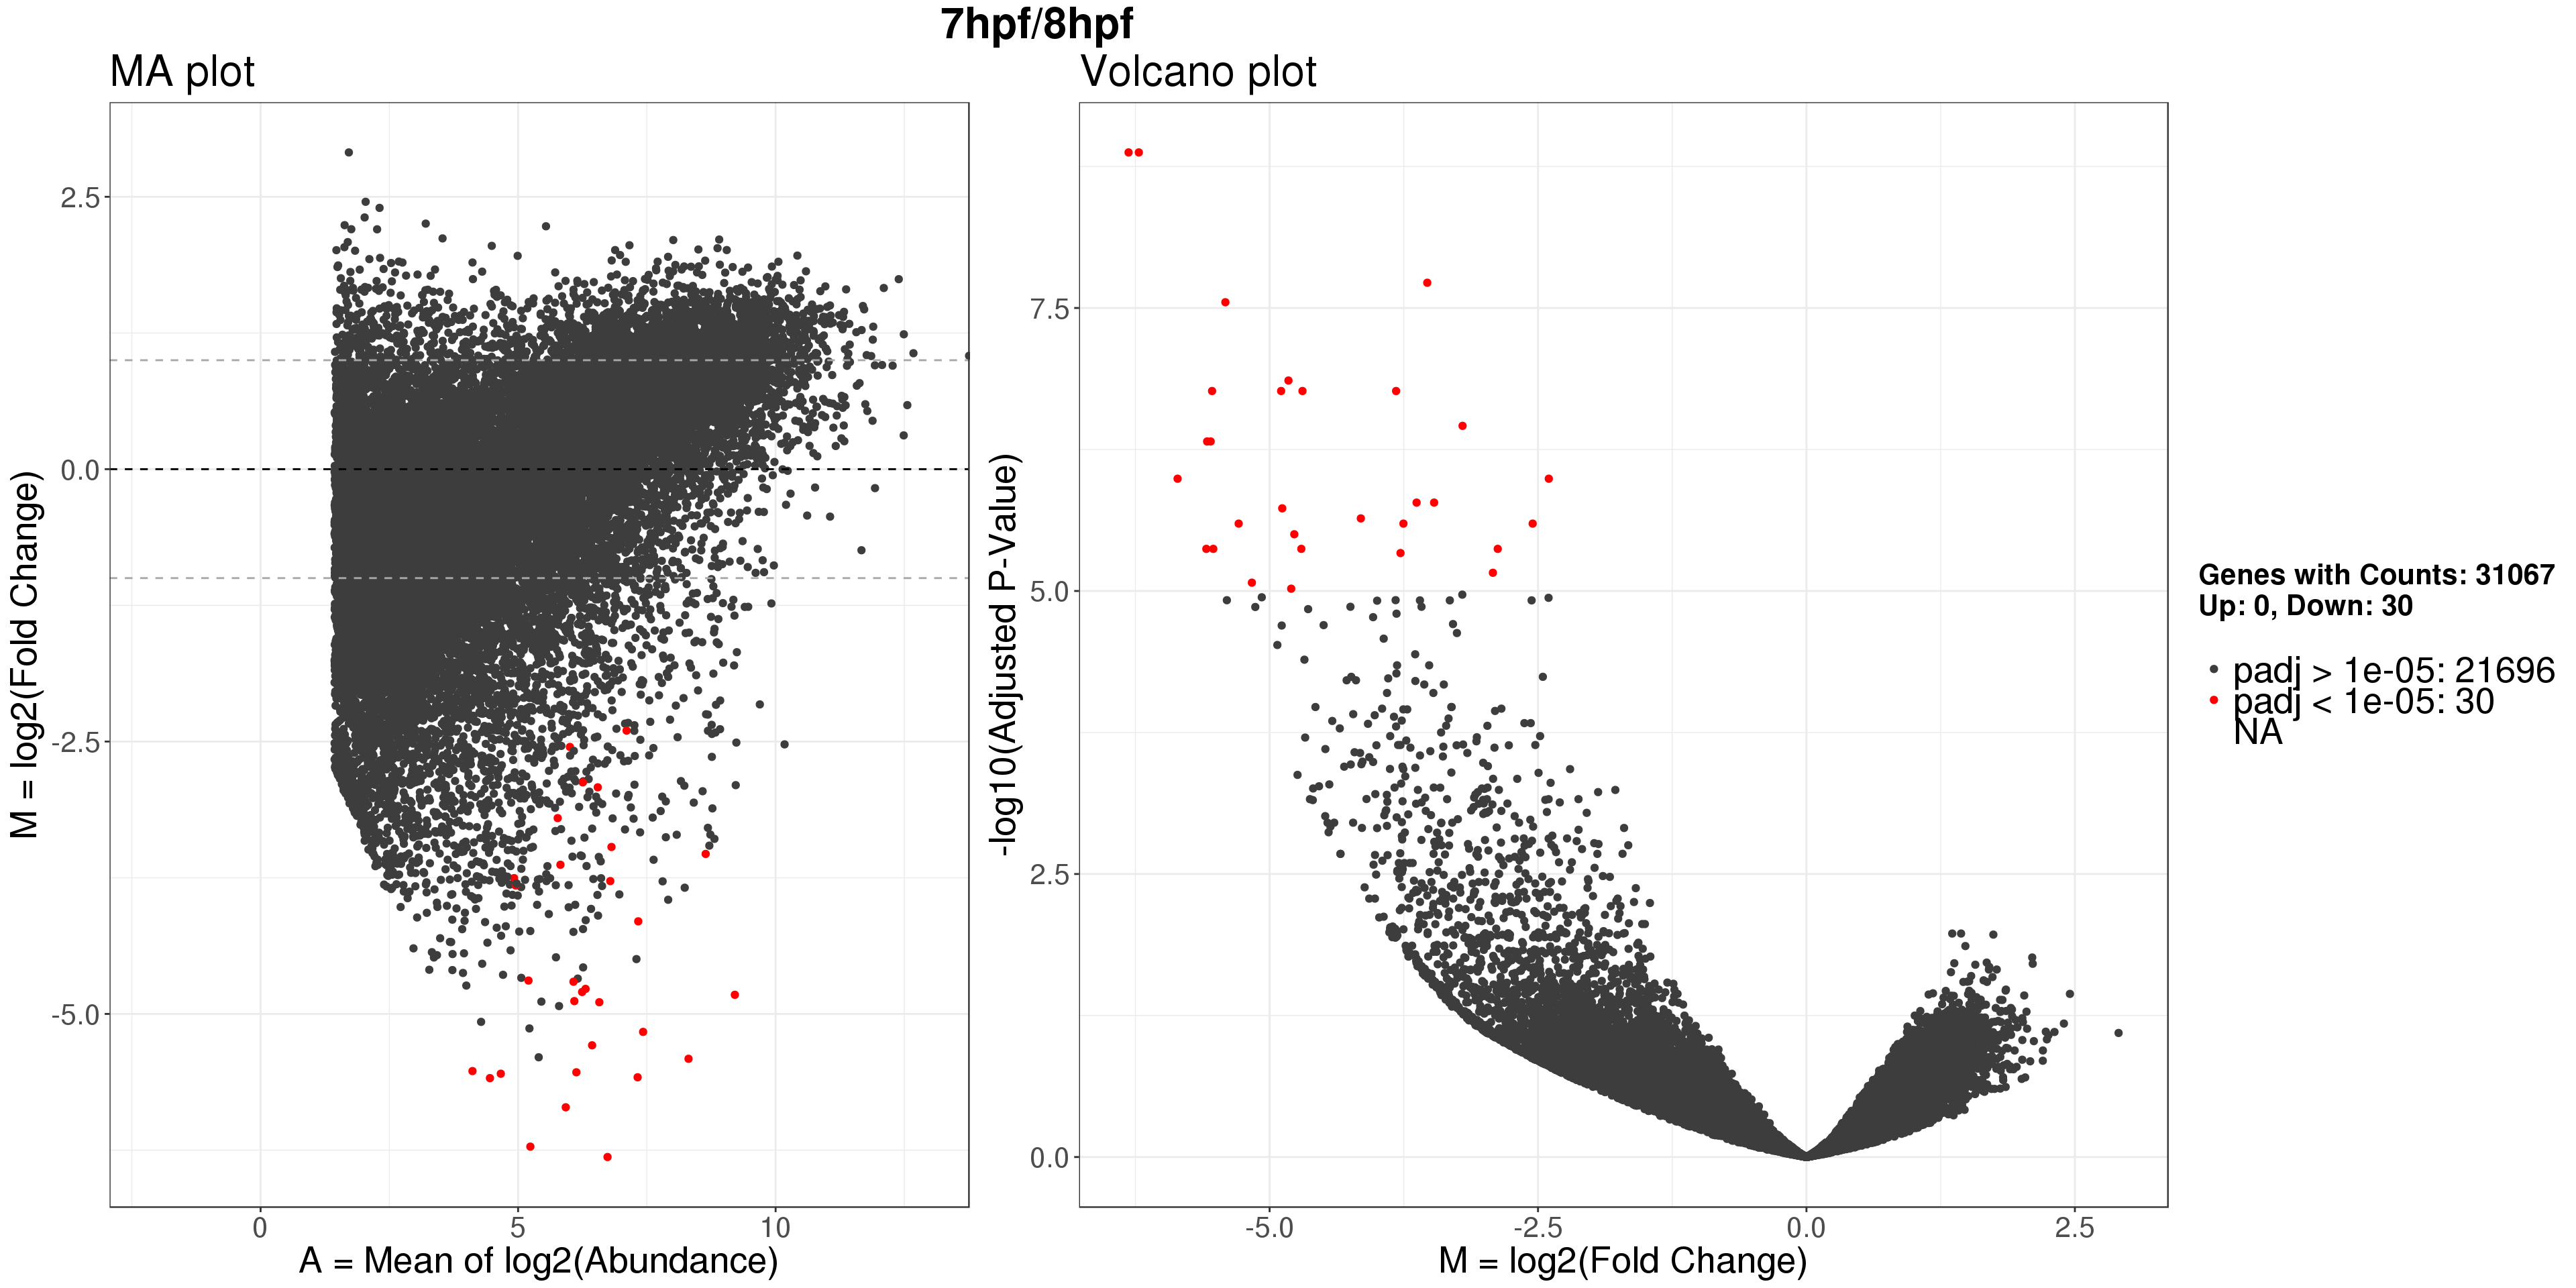 7hpf/8hpf
MA plot
M = log2(Fold Change)
2.5
0.0
-2.5
-5.0
0
5
10
A = Mean of log2(Abundance)
Volcano plot
-log10(Adjusted P-Value)
7.5
5.0
2.5
0.0
-5.0
-2.5
0.0
2.5
M = log2(Fold Change)
Genes with Counts: 31067
Up: 0, Down: 30
padj > 1e-05: 21696
padj < 1e-05: 30
NA